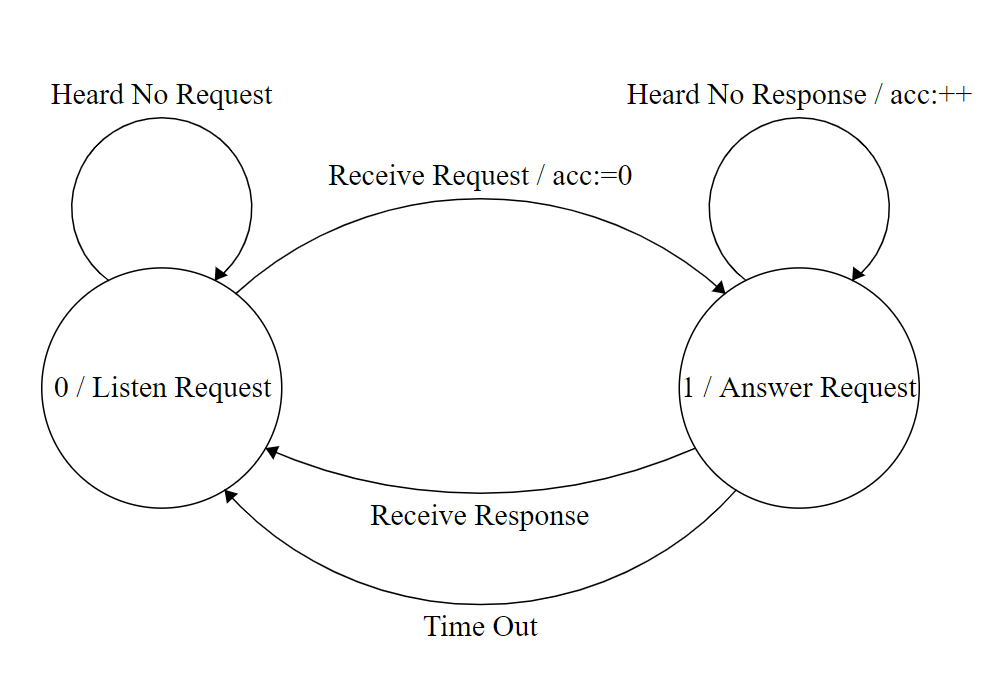 Heard No Request
Heard No Response / acc:++
Receive Request / acc:=0
0 / Listen Request
1 / Answer Request
Receive Response
Time Out